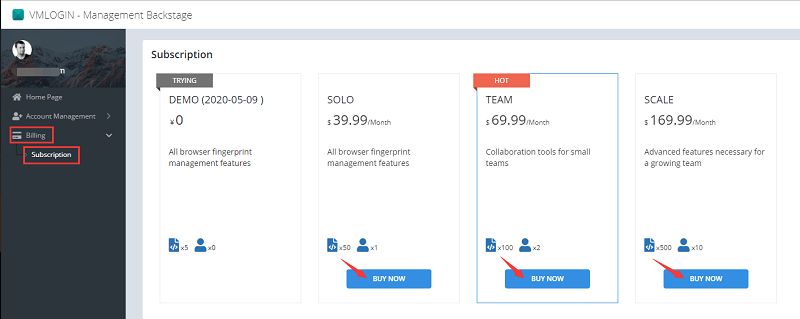 VMLOGIN - Management Backstage
Home Page
Account Management
Billing
Subscription
Subscription
TRYING
DEMO (2020-05-09 )
¥ 0
All browser fingerprint
management features
x5 x0
SOLO
$ 39.99/Month
All browser fingerprint
management features
x50 x1
BUY NOW
HOT
TEAM
$ 69.99/Month
Collaboration tools for small
teams
x100 x2
BUY NOW
SCALE
$ 169.99/Month
Advanced features necessary for
a growing team
x500 x10
BUY NOW